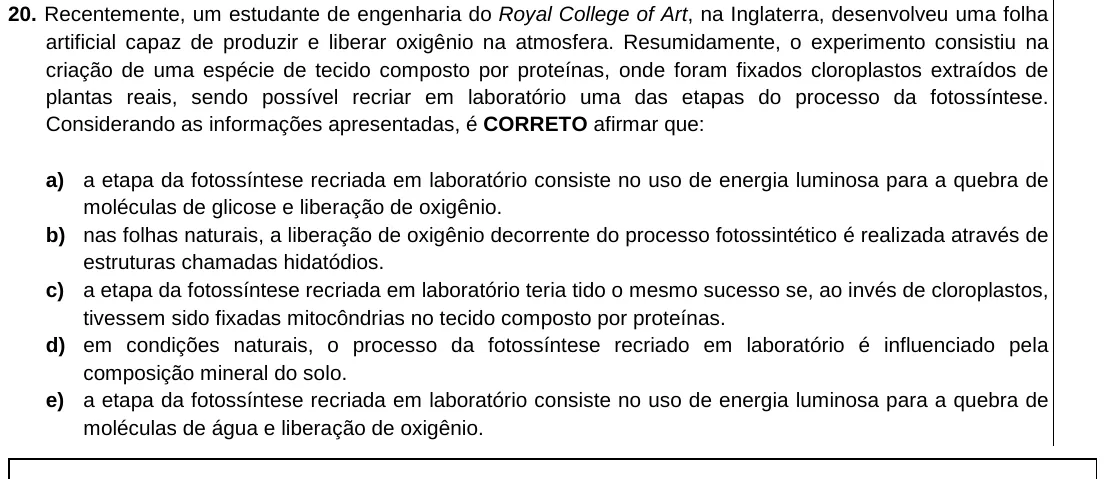 20. Recentemente, um estudante de engenharia do Royal College of Art, na Inglaterra, desenvolveu uma folha
artificial capaz de produzir e liberar oxigênio na atmosfera. Resumidamente, o experimento consistiu na
criação de uma espécie de tecido composto por proteínas, onde foram fixados cloroplastos extraídos de
plantas reais, sendo possível recriar em laboratório uma das etapas do processo da fotossíntese.
Considerando as informações apresentadas, é CORRETO afirmar que:
a) a etapa da fotossíntese recriada em laboratório consiste no uso de energia luminosa para a quebra de
moléculas de glicose e liberação de oxigênio.
b) nas folhas naturais, a liberação de oxigênio decorrente do processo fotossintético é realizada através de
estruturas chamadas hidatódios.
c) a etapa da fotossíntese recriada em laboratório teria tido o mesmo sucesso se, ao invés de cloroplastos,
tivessem sido fixadas mitocôndrias no tecido composto por proteínas.
d) em condições naturais, o processo da fotossíntese recriado em laboratório é influenciado pela
composição mineral do solo.
e) a etapa da fotossíntese recriada em laboratório consiste no uso de energia luminosa para a quebra de
moléculas de água e liberação de oxigênio.